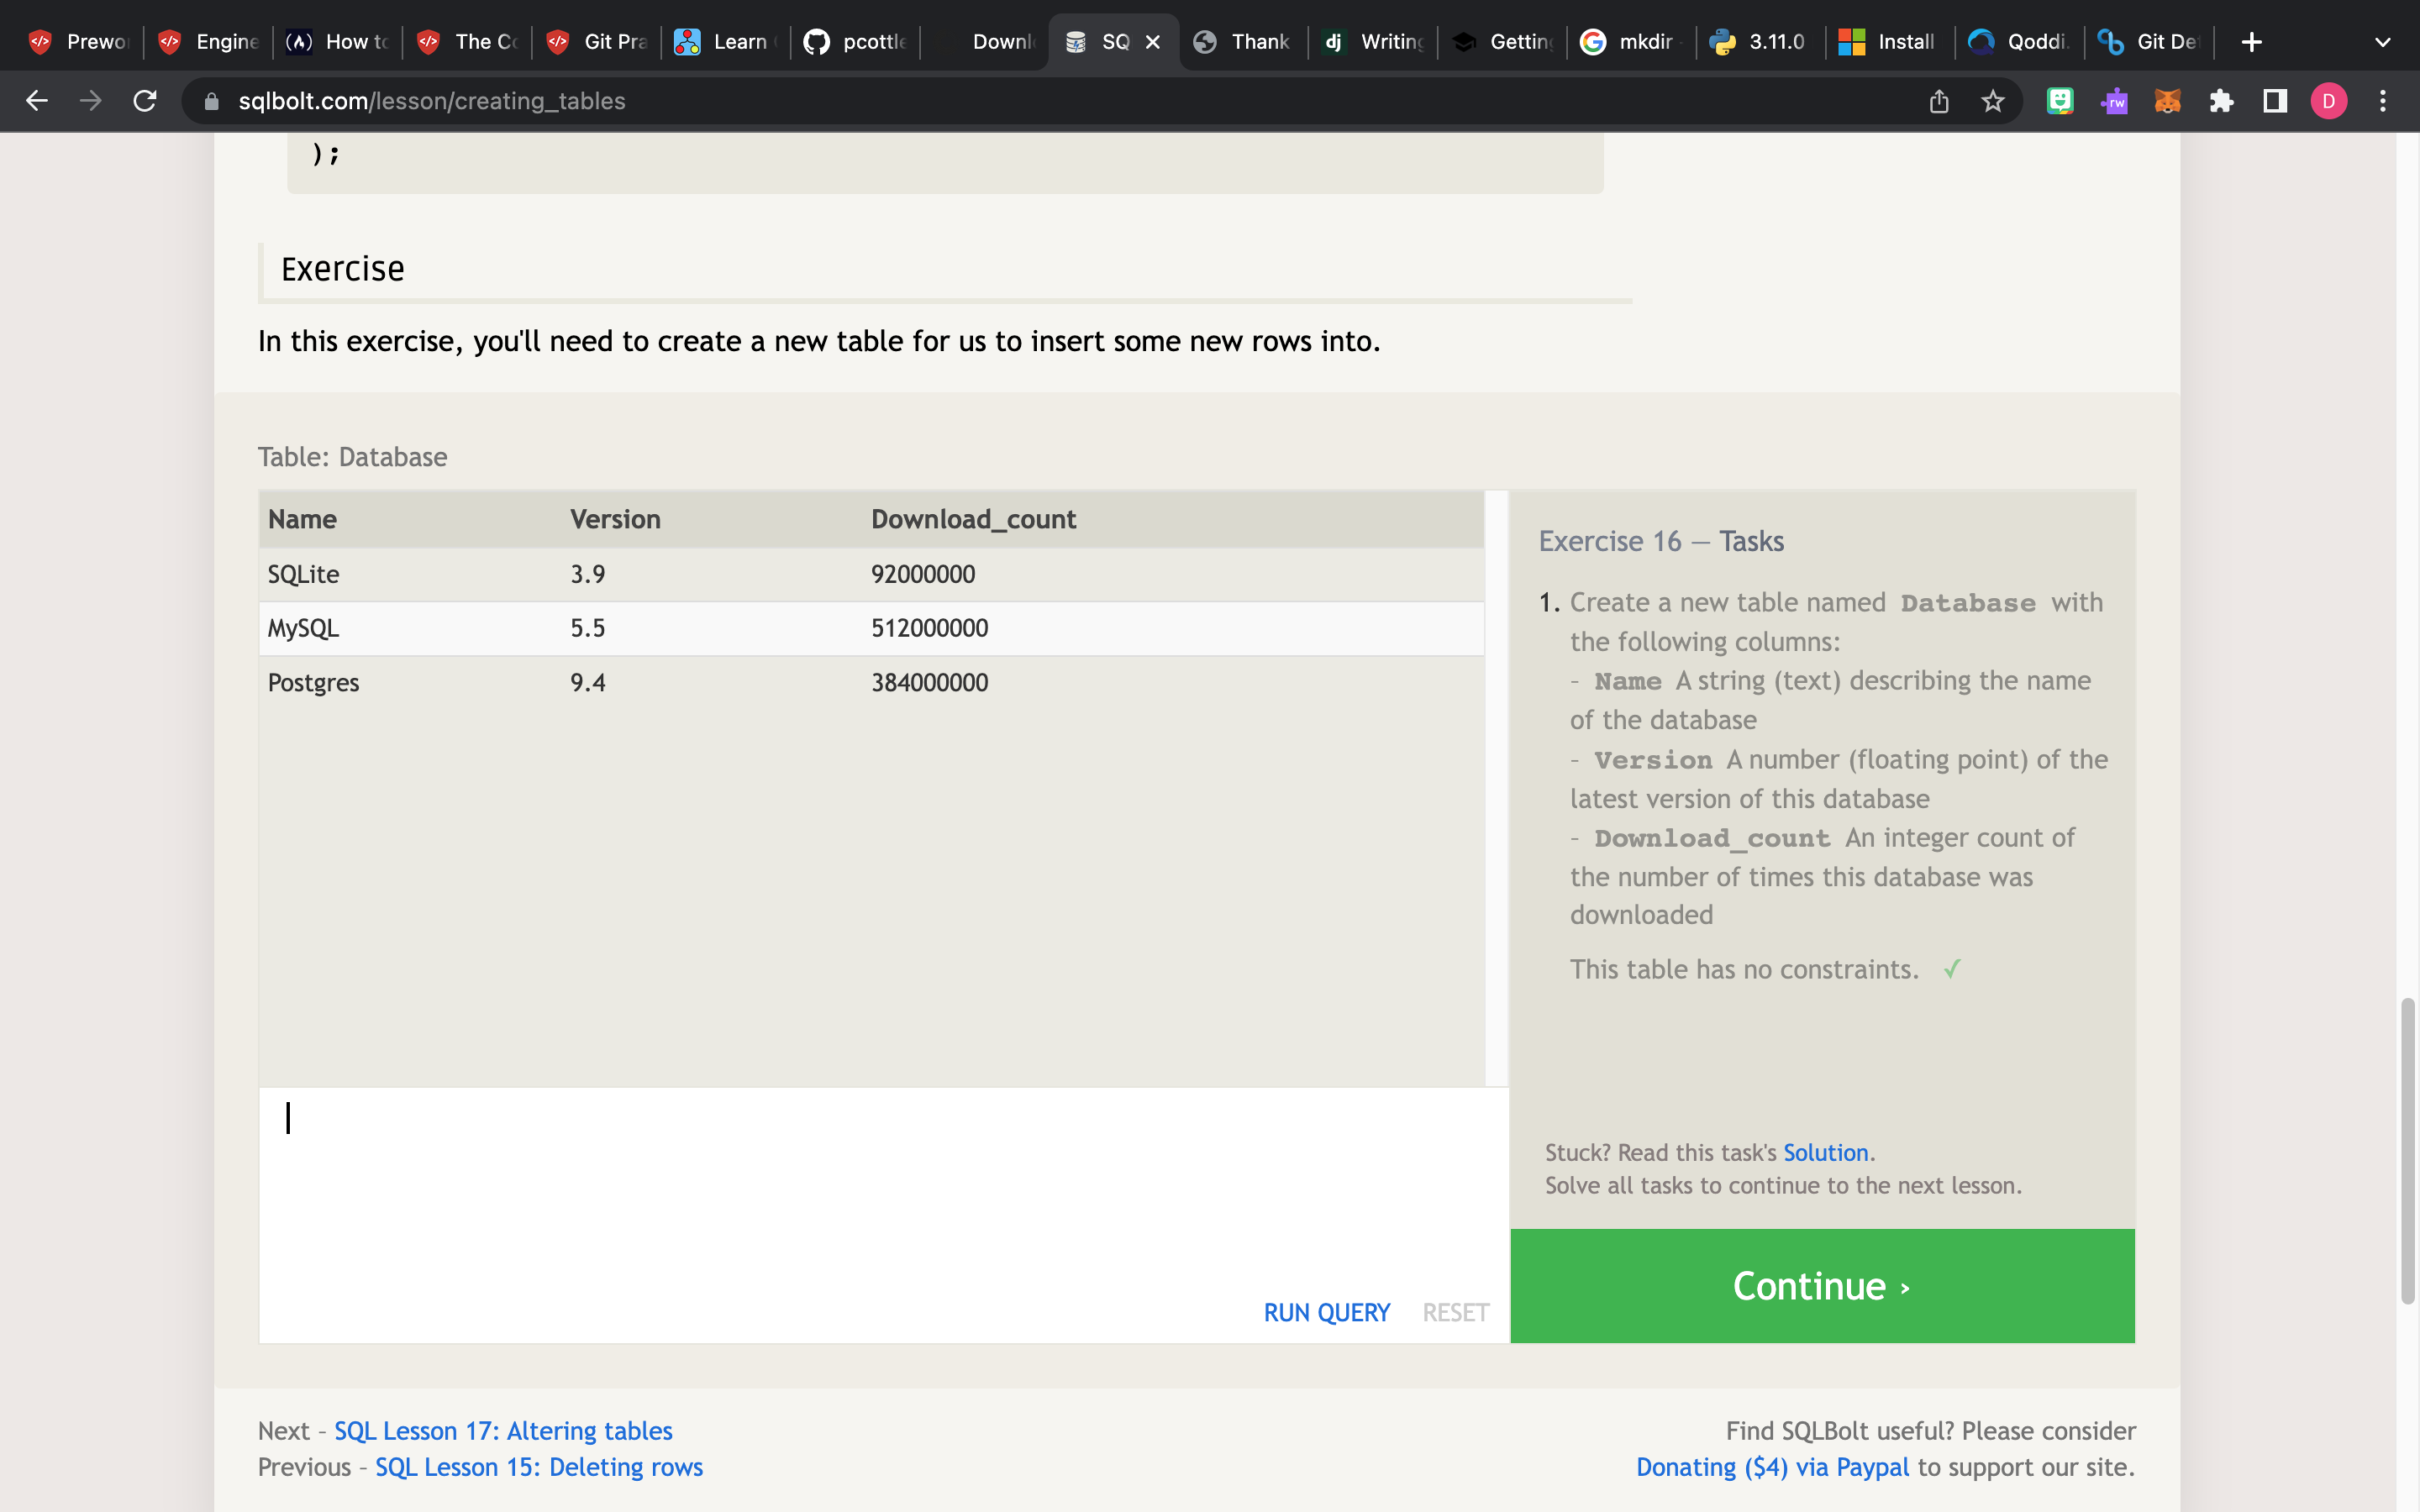 Prewor
Engine
How to
The Co
Git Pra
Learn
pcottle
Downl
SQ
Thank
dj
Writing
Getting
mkdir
3.11.0
Install
Qoddi.
Git De
sqlbolt.com/lesson/creating_tables
rw
D
);
Exercise
In this exercise, you'll need to create a new table for us to insert some new rows into.
Table: Database
Name Version Download_count
SQLite 3.9 92000000
MySQL 5.5 512000000
Postgres 9.4 384000000
Exercise 16 — Tasks
1. Create a new table named Database with
the following columns:
- Name A string (text) describing the name
of the database
- Version A number (floating point) of the
latest version of this database
- Download_count An integer count of
the number of times this database was
downloaded
This table has no constraints. ✓
Stuck? Read this task's Solution.
Solve all tasks to continue to the next lesson.
RUN QUERY RESET
Continue ›
Next – SQL Lesson 17: Altering tables
Previous – SQL Lesson 15: Deleting rows
Find SQLBolt useful? Please consider
Donating ($4) via Paypal to support our site.